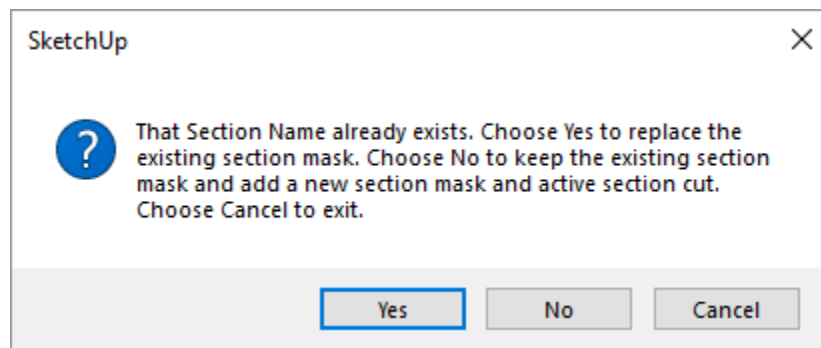 SketchUp
That Section Name already exists. Choose Yes to replace the
existing section mask. Choose No to keep the existing section
mask and add a new section mask and active section cut.
Choose Cancel to exit.
Yes No Cancel